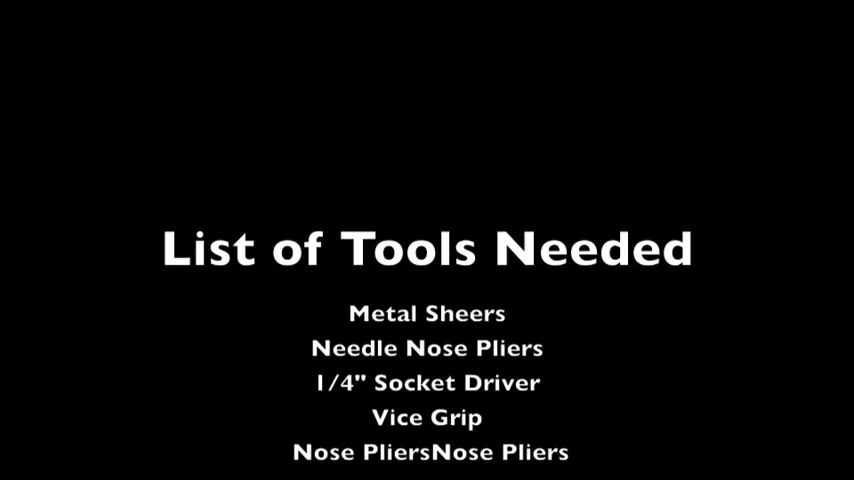 List of Tools Needed
Metal Sheers
Needle Nose Pliers
1/4" Socket Driver
Vice Grip
Nose PliersNose Pliers